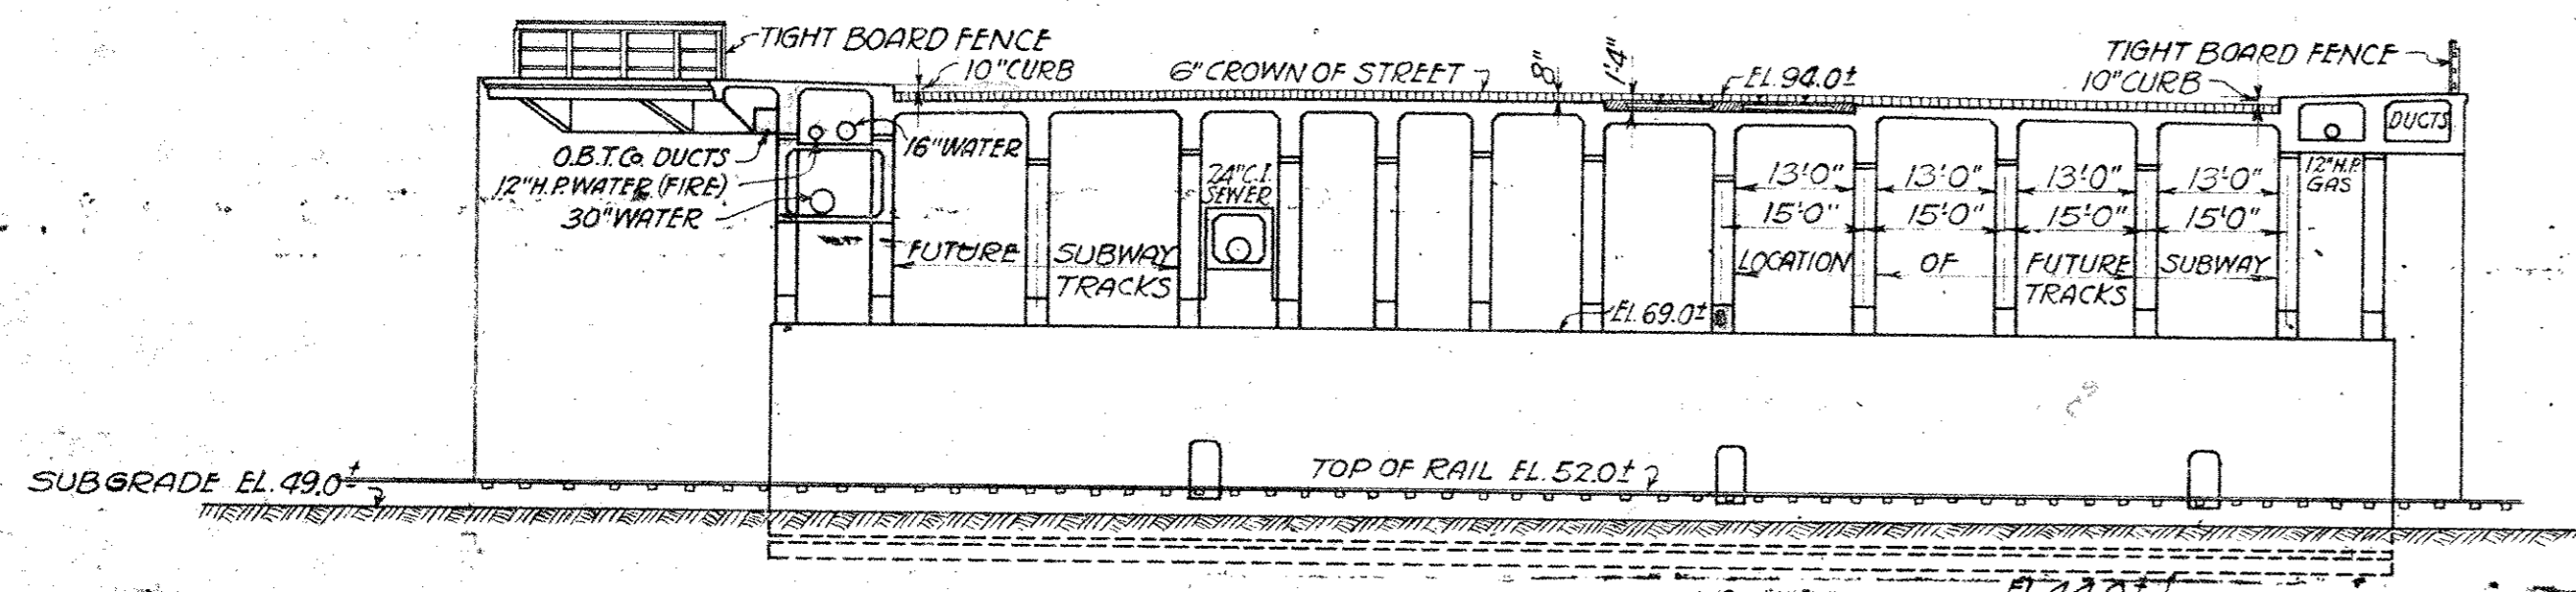 TIGHT BOARD FENCE
10" CURB
6" CROWN OF STREET
8"
1'4"
EL. 94.0±
TIGHT BOARD FENCE
10" CURB
O.B.T.Co. DUCTS
12" H.P. WATER (FIRE)
30" WATER
16" WATER
24" C.I.
SEWER
13'0" 13'0" 13'0" 13'0"
15'0" 15'0" 15'0" 15'0"
12" H.P.
GAS
DUCTS
FUTURE SUBWAY
TRACKS
LOCATION OF FUTURE SUBWAY
TRACKS
EL. 69.0±
SUBGRADE EL. 49.0±
TOP OF RAIL EL. 52.0±